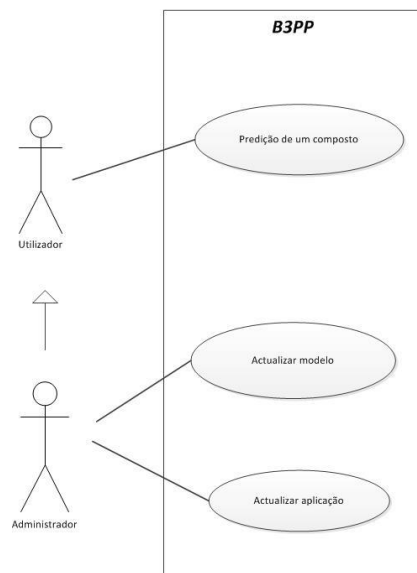 B3PP
Predição de um composto
Utilizador
Actualizar modelo
Actualizar aplicação
Administrador